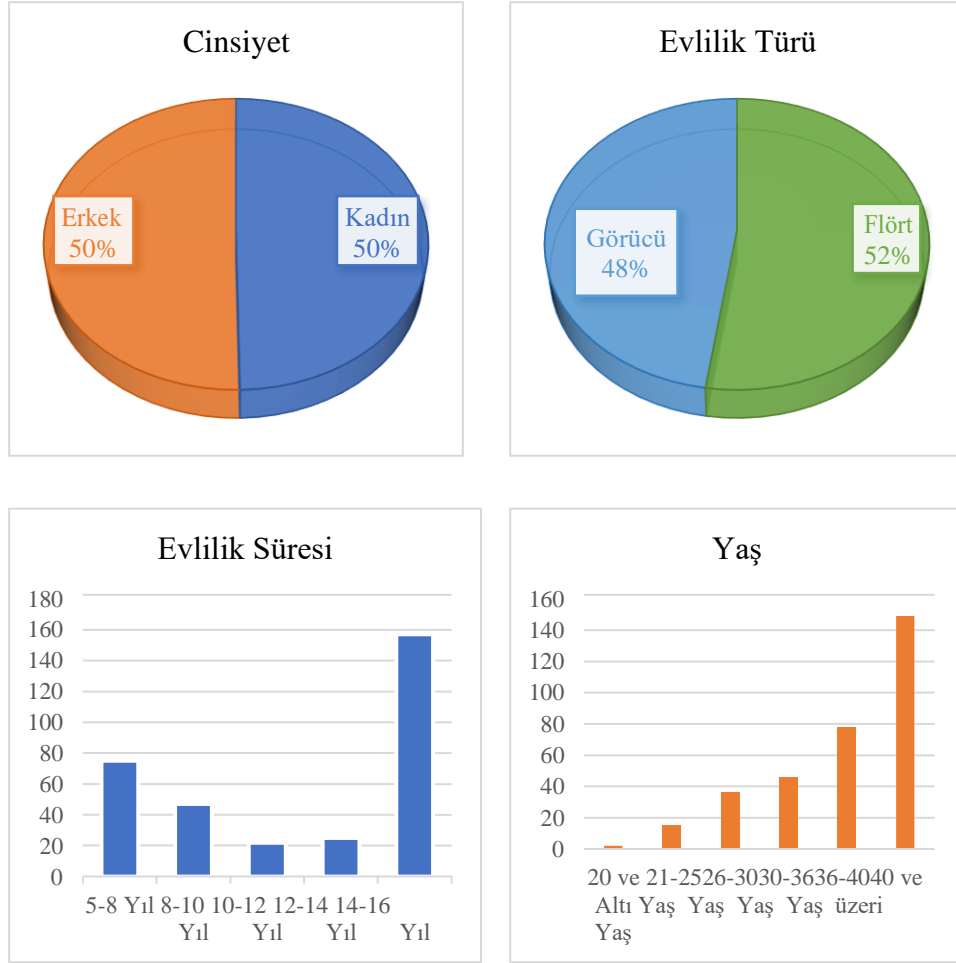 Cinsiyet
Erkek
50%
Kadın
50%
Evlilik Türü
Görücü
48%
Flört
52%
Evlilik Süresi
180
160
140
120
100
80
60
40
20
0
5-8 Yıl 8-10 10-12 12-14 14-16
Yıl Yıl Yıl Yıl
Yaş
160
140
120
100
80
60
40
20
0
20 ve 21-25 26-30 30-36 36-40 40 ve
Altı Yaş Yaş Yaş Yaş üzeri
Yaş